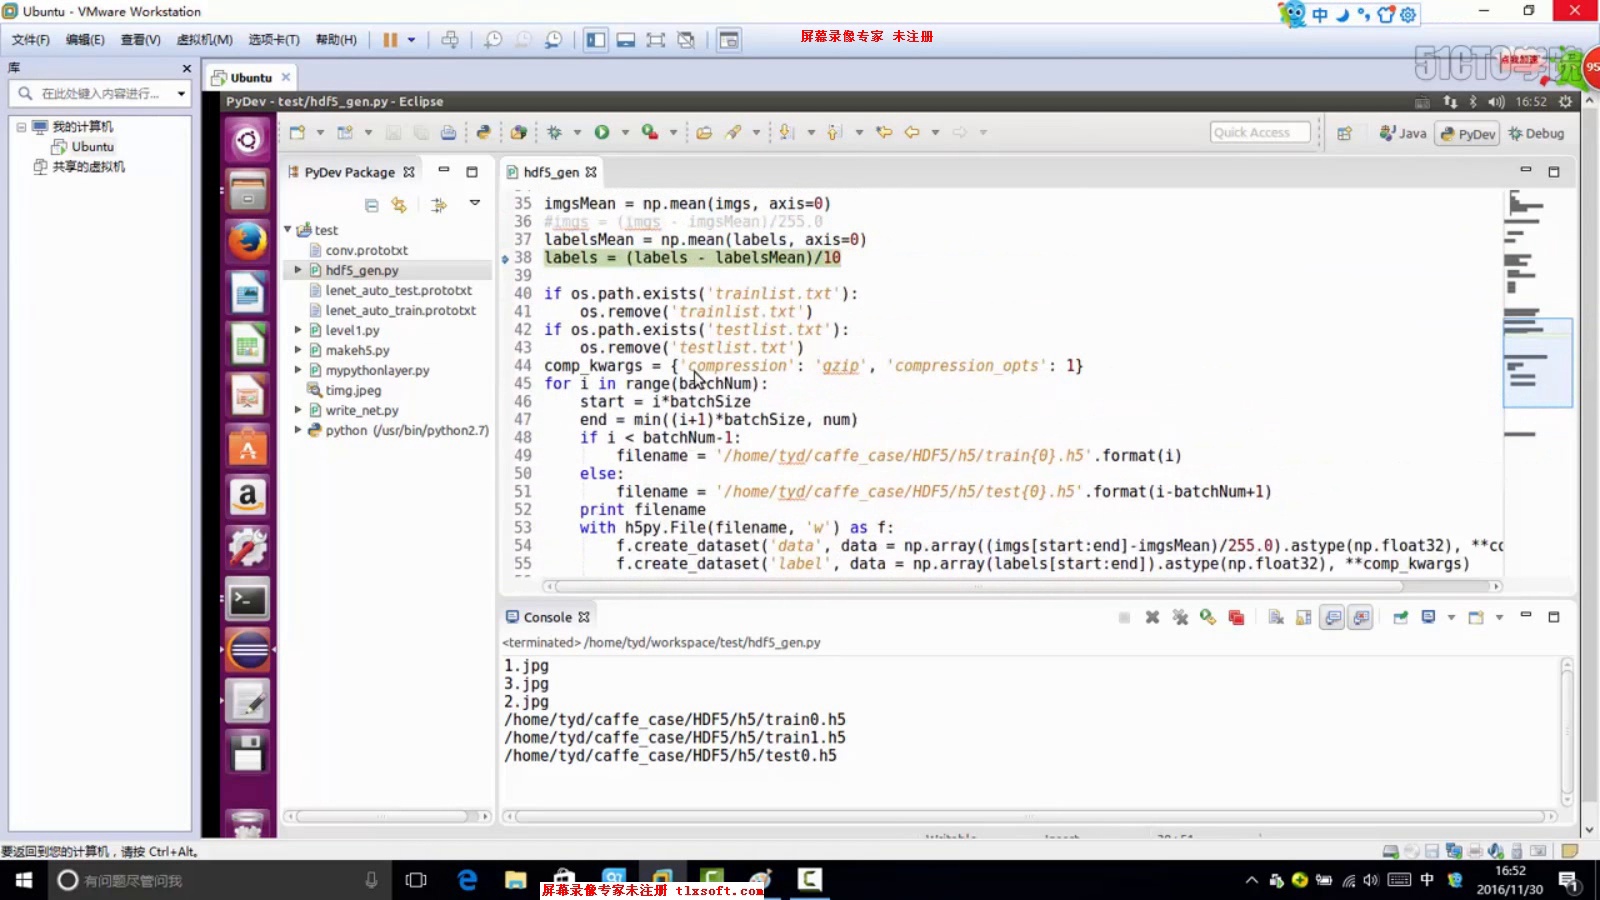 Ubuntu - VMware Workstation
中
文件(F) 编辑(E) 查看(V) 虚拟机(M) 选项卡(T) 帮助(H)
屏幕录像专家 未注册
51CTO学院
点我加速
95
库
在此处键入内容进行...
我的计算机
Ubuntu
共享的虚拟机
Ubuntu
PyDev - test/hdf5_gen.py - Eclipse
16:52
Quick Access
Java
PyDev
Debug
PyDev Package
test
conv.prototxt
hdf5_gen.py
lenet_auto_test.prototxt
lenet_auto_train.prototxt
level1.py
makeh5.py
mypythonlayer.py
timg.jpeg
write_net.py
python (/usr/bin/python2.7)
hdf5_gen
35 imgsMean = np.mean(imgs, axis=0)
36 #imgs = (imgs - imgsMean)/255.0
37 labelsMean = np.mean(labels, axis=0)
38 labels = (labels - labelsMean)/10
39
40 if os.path.exists('trainlist.txt'):
41     os.remove('trainlist.txt')
42 if os.path.exists('testlist.txt'):
43     os.remove('testlist.txt')
44 comp_kwargs = {'compression': 'gzip', 'compression_opts': 1}
45 for i in range(batchNum):
46     start = i*batchSize
47     end = min((i+1)*batchSize, num)
48     if i < batchNum-1:
49         filename = '/home/tyd/caffe_case/HDF5/h5/train{0}.h5'.format(i)
50     else:
51         filename = '/home/tyd/caffe_case/HDF5/h5/test{0}.h5'.format(i-batchNum+1)
52     print filename
53     with h5py.File(filename, 'w') as f:
54         f.create_dataset('data', data = np.array((imgs[start:end]-imgsMean)/255.0).astype(np.float32), **co
55         f.create_dataset('label', data = np.array(labels[start:end]).astype(np.float32), **comp_kwargs)
Console
<terminated> /home/tyd/workspace/test/hdf5_gen.py
1.jpg
3.jpg
2.jpg
/home/tyd/caffe_case/HDF5/h5/train0.h5
/home/tyd/caffe_case/HDF5/h5/train1.h5
/home/tyd/caffe_case/HDF5/h5/test0.h5
要返回到您的计算机，请按 Ctrl+Alt。
有问题尽管问我
屏幕录像专家未注册 tlxsoft.com
中
16:52
2016/11/30
1